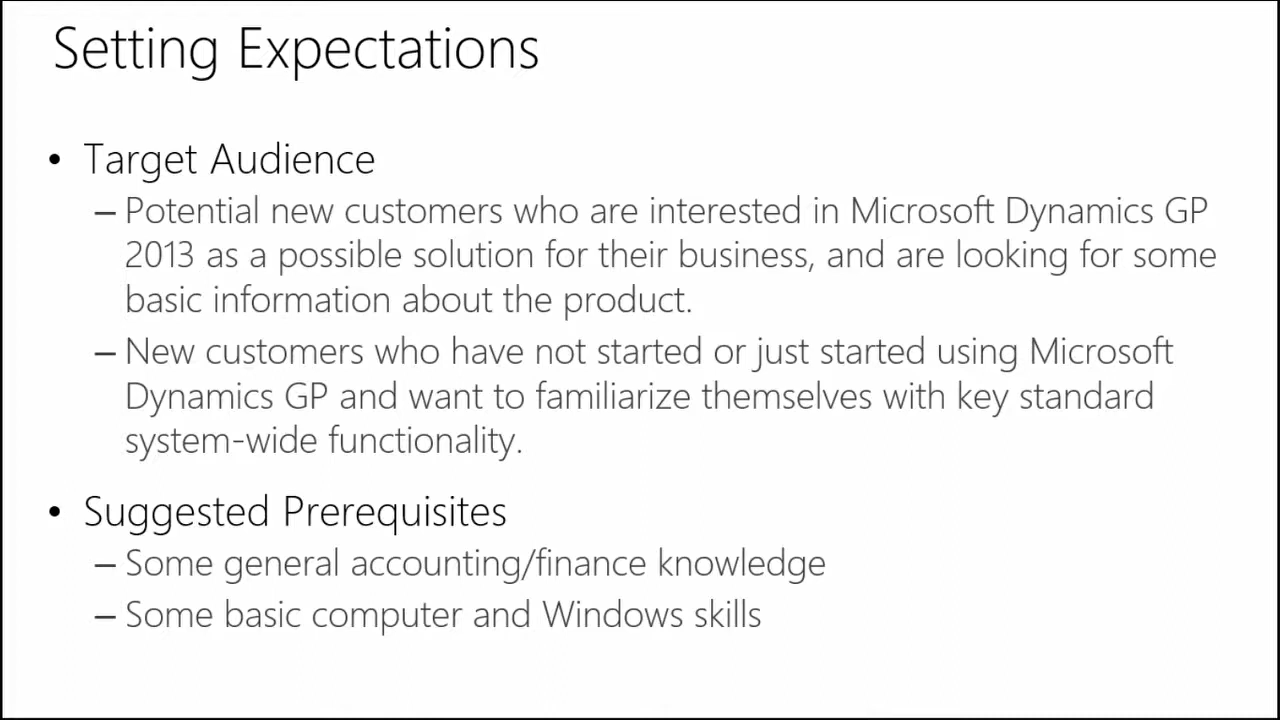 Setting Expectations
• Target Audience
– Potential new customers who are interested in Microsoft Dynamics GP
2013 as a possible solution for their business, and are looking for some
basic information about the product.
– New customers who have not started or just started using Microsoft
Dynamics GP and want to familiarize themselves with key standard
system-wide functionality.
• Suggested Prerequisites
– Some general accounting/finance knowledge
– Some basic computer and Windows skills